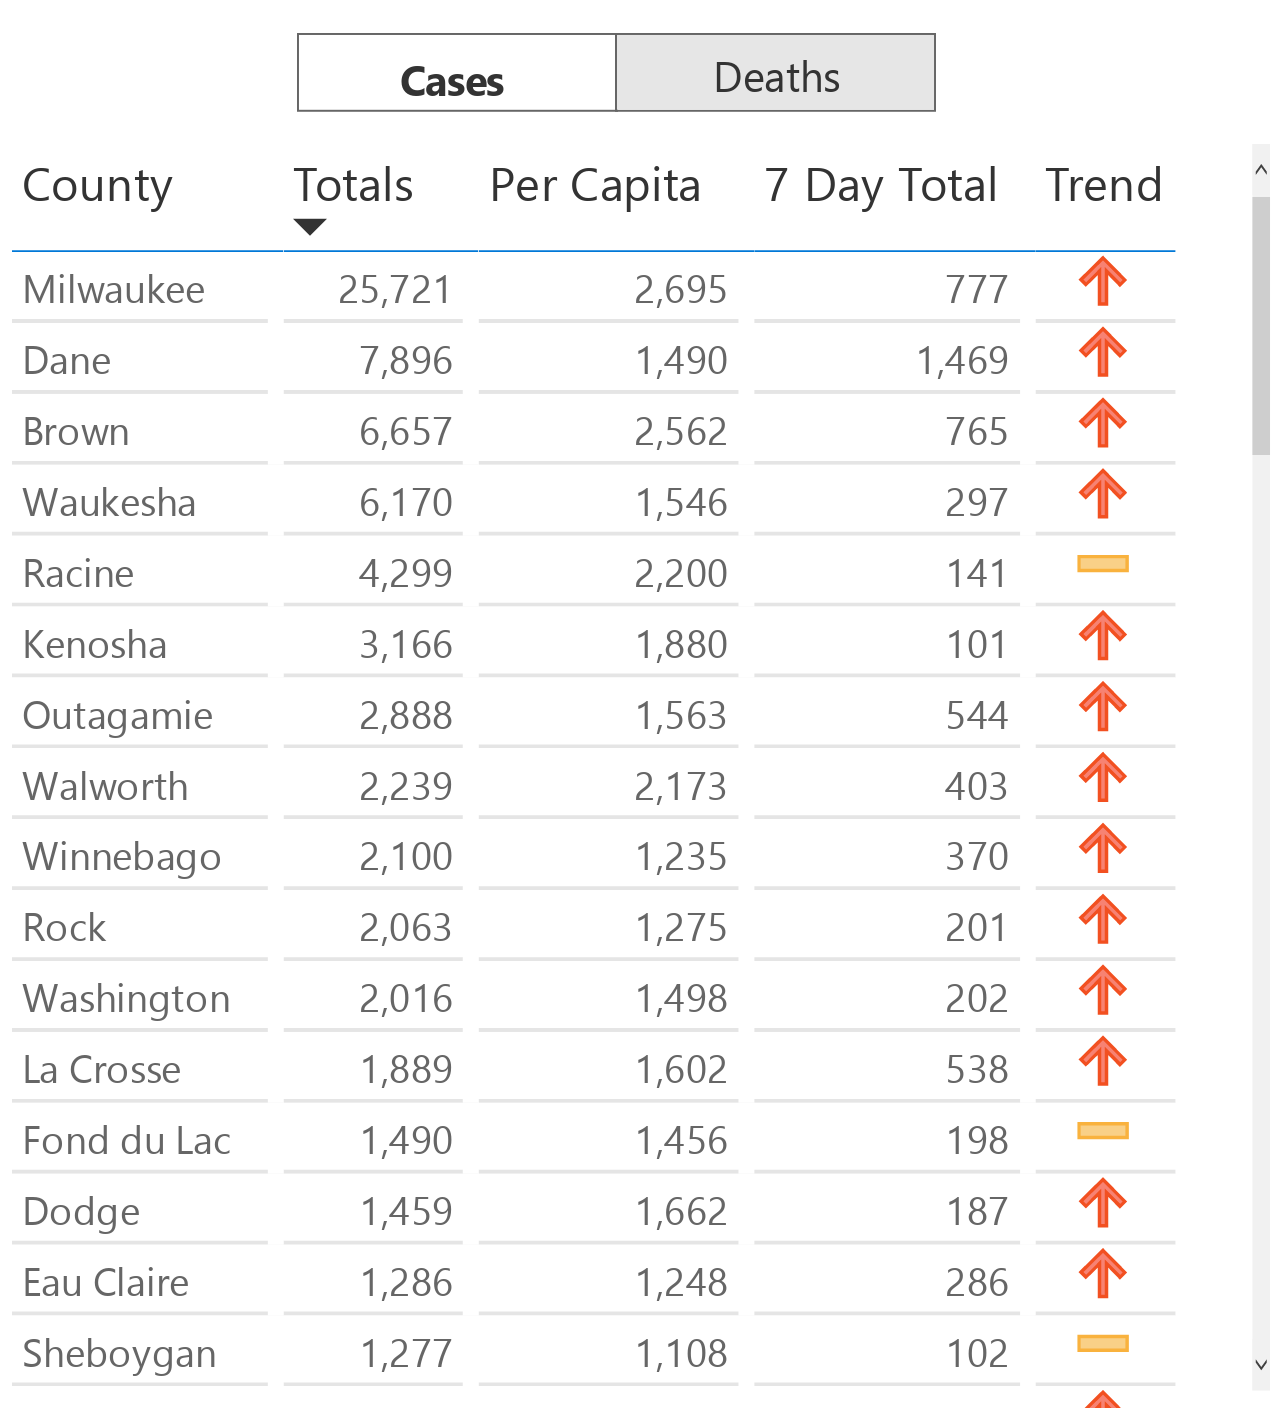 Cases Deaths
County Totals Per Capita 7 Day Total Trend
Milwaukee 25,721 2,695 777
Dane 7,896 1,490 1,469
Brown 6,657 2,562 765
Waukesha 6,170 1,546 297
Racine 4,299 2,200 141
Kenosha 3,166 1,880 101
Outagamie 2,888 1,563 544
Walworth 2,239 2,173 403
Winnebago 2,100 1,235 370
Rock 2,063 1,275 201
Washington 2,016 1,498 202
La Crosse 1,889 1,602 538
Fond du Lac 1,490 1,456 198
Dodge 1,459 1,662 187
Eau Claire 1,286 1,248 286
Sheboygan 1,277 1,108 102